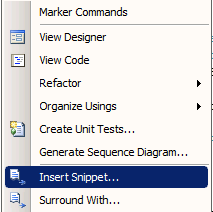 Marker Commands
View Designer
View Code
Refactor
Organize Usings
Create Unit Tests...
Generate Sequence Diagram...
Insert Snippet...
Surround With...